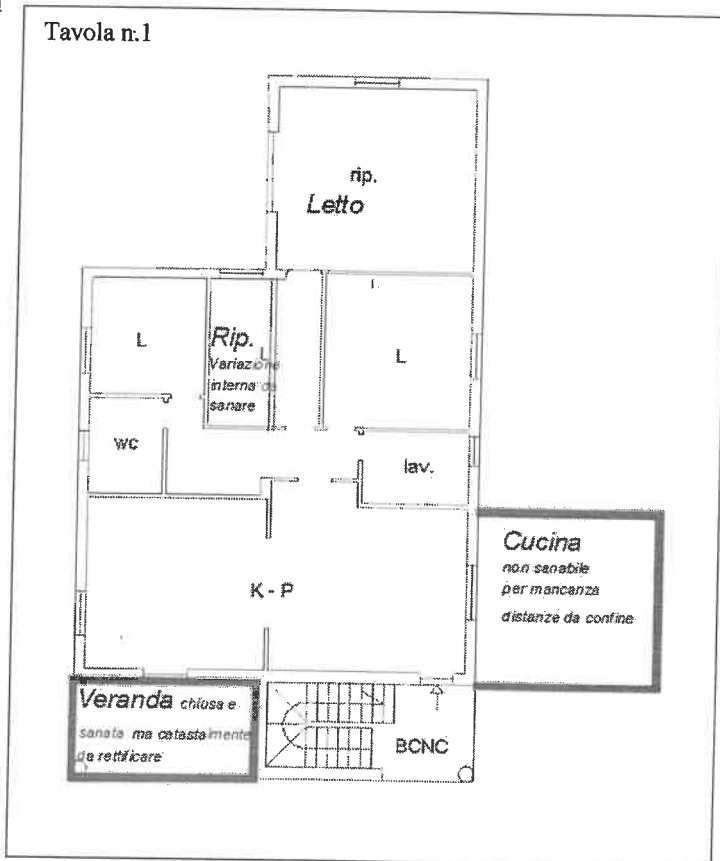 Tavola n.1
rip.
Letto
L
Rip.
L
Variazione
interna da
sanare
L
wc
lav.
Cucina
non sanabile
per mancanza
distanze da confine
K - P
Veranda chiusa e
sanata ma catastalmente
da rettificare
BCNC